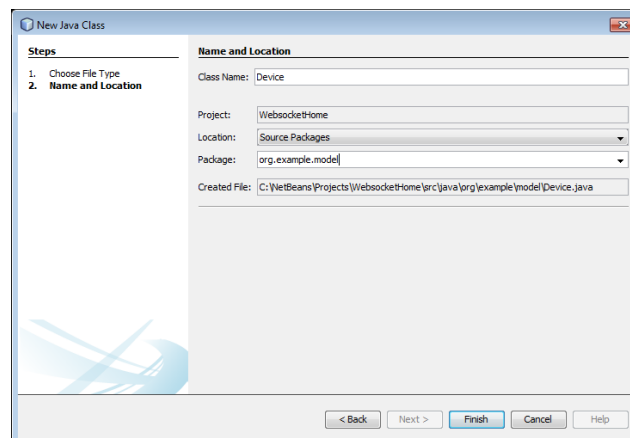 New Java Class
Steps
1. Choose File Type
2. Name and Location
Name and Location
Class Name: Device
Project: WebsocketHome
Location: Source Packages
Package: org.example.model
Created File: C:\NetBeans\Projects\WebsocketHome\src\java\org\example\model\Device.java
< Back Next > Finish Cancel Help